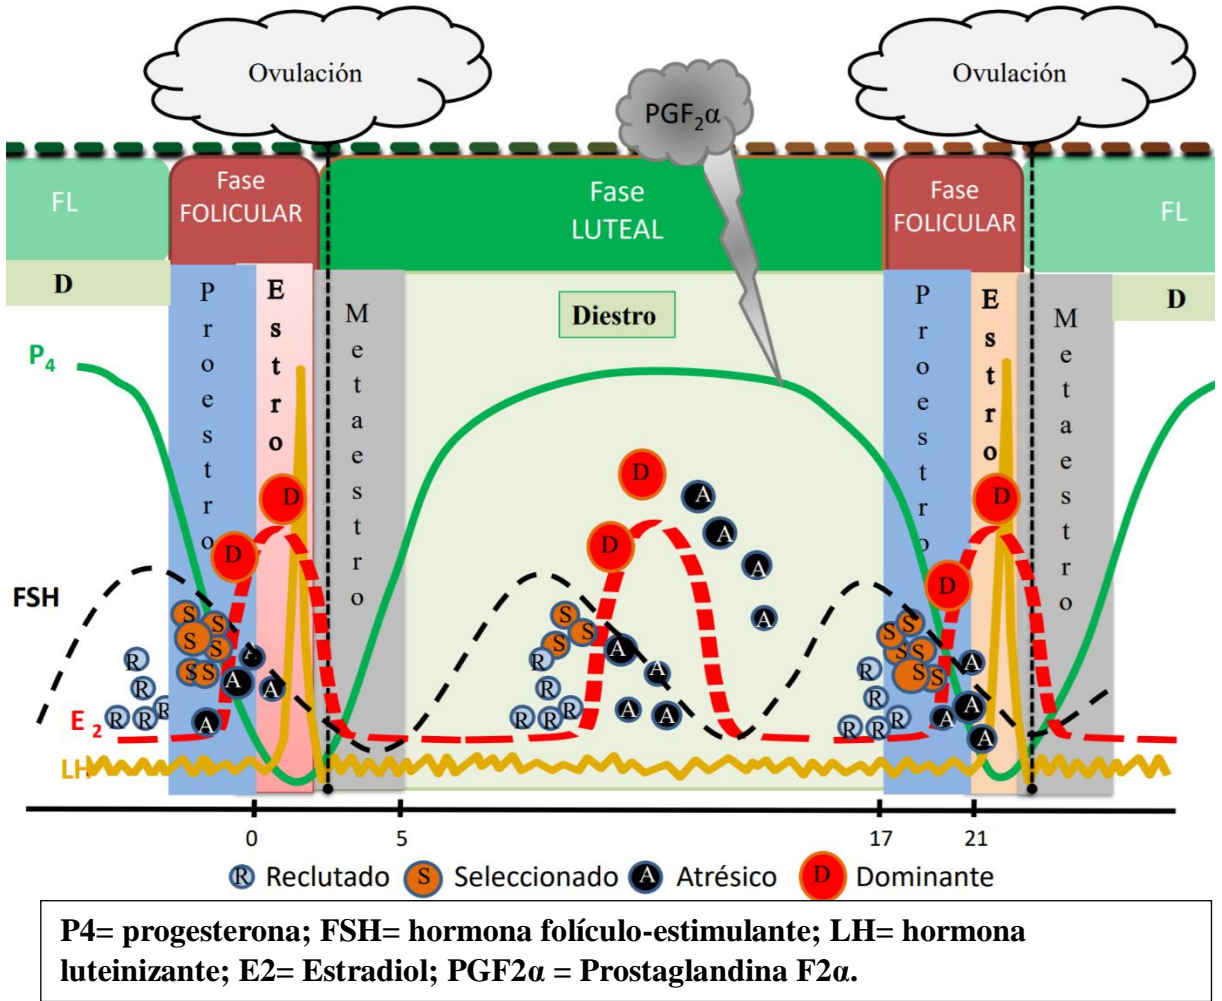 Ovulación
Ovulación
PGF₂α
FL
Fase
FOLICULAR
Fase
LUTEAL
Fase
FOLICULAR
FL
D
Proestro
Estro
Metaestro
Diestro
Proestro
Estro
Metaestro
D
P₄
FSH
E ₂
LH
D
D
D
D
D
D
S
S
S
S
S
S
A
A
A
A
R
R
R
R
R
S
S
S
R
R
R
R
R
A
A
A
A
A
A
A
A
S
S
S
S
S
R
R
R
R
R
A
A
A
A
0
5
17
21
R Reclutado S Seleccionado A Atrésico D Dominante
P4= progesterona; FSH= hormona folículo-estimulante; LH= hormona
luteinizante; E2= Estradiol; PGF2α = Prostaglandina F2α.